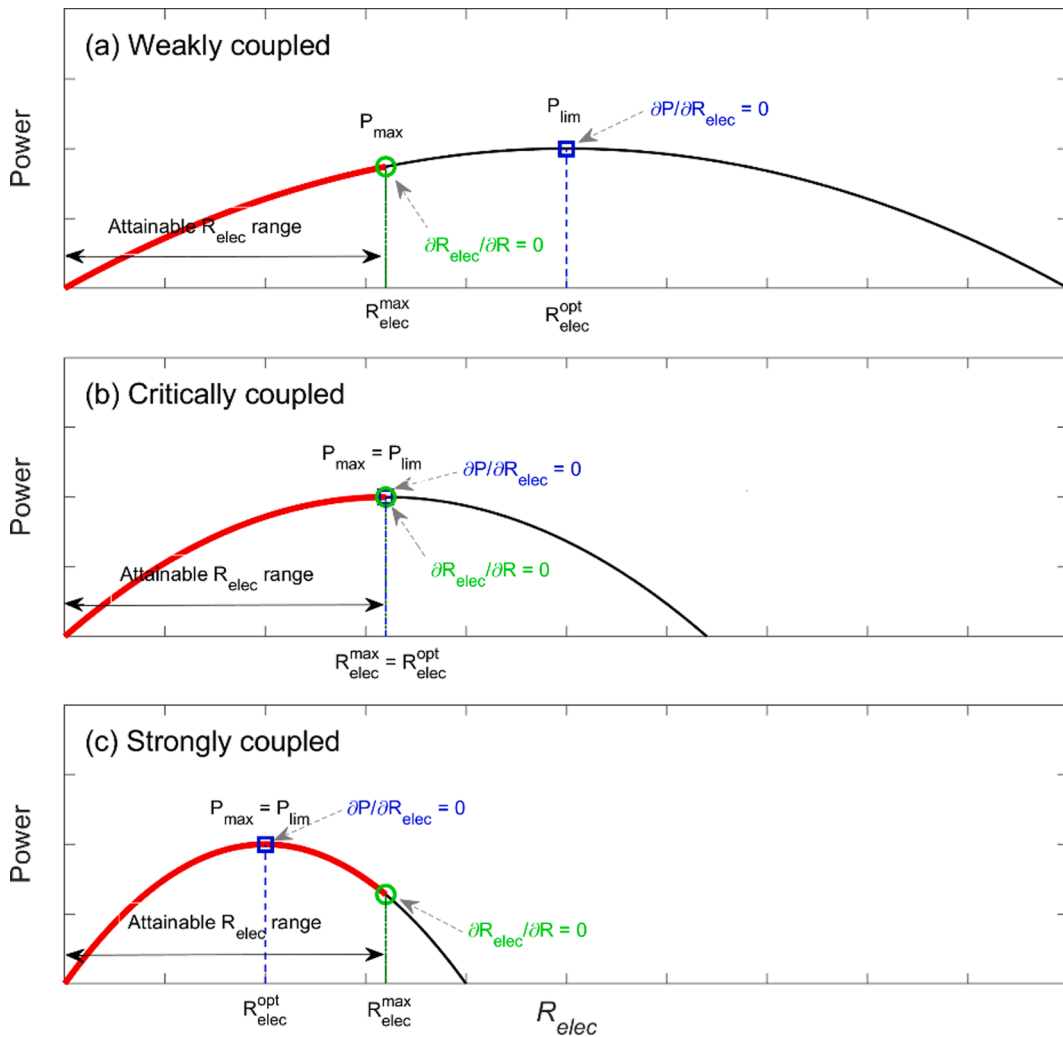 (a) Weakly coupled
Power
P_max
P_lim
∂P/∂R_elec = 0
Attainable R_elec range
∂R_elec/∂R = 0
R_elec^max
R_elec^opt
(b) Critically coupled
Power
P_max = P_lim
∂P/∂R_elec = 0
Attainable R_elec range
∂R_elec/∂R = 0
R_elec^max = R_elec^opt
(c) Strongly coupled
Power
P_max = P_lim
∂P/∂R_elec = 0
Attainable R_elec range
∂R_elec/∂R = 0
R_elec^opt
R_elec^max
R_elec